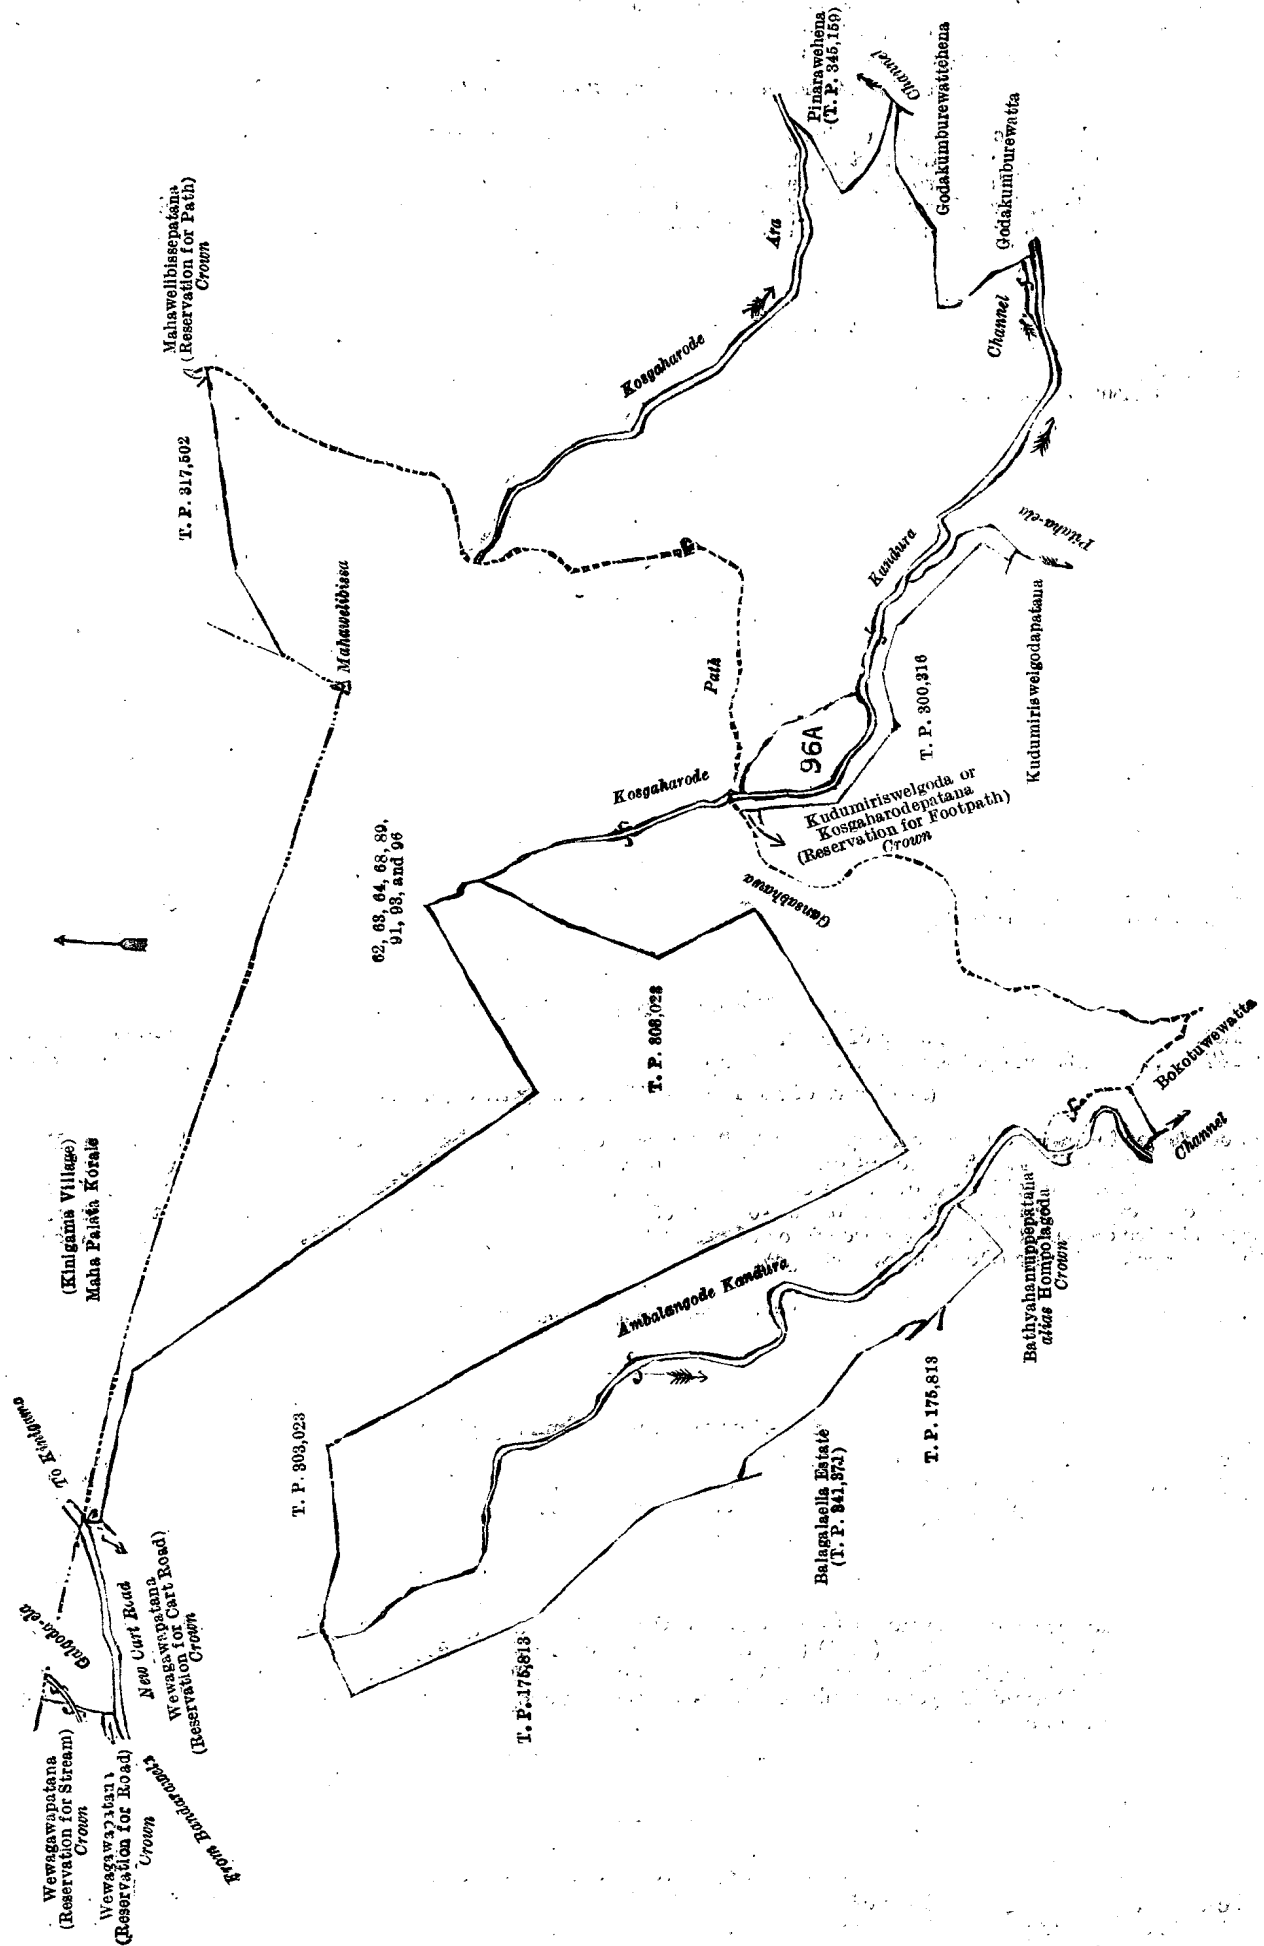 Wewagawapatana
(Reservation for Stream)
Crown
Wewagawapatana
(Reservation for Road)
Crown
From Bandarawela
Galgoda-ela
To Kinigama
New Cart Road
Wewagawapatana
(Reservation for Cart Road)
Crown
(Kinigama Village)
Maha Palata Korale
Mahawelibissa
T. P. 317,502
Mahawelibissepatana
(Reservation for Path)
Crown
T. P. 303,023
62, 63, 64, 68, 89,
91, 93, and 96
T. P. 175,813
Ambalangode Kandura
T. P. 303,023
Kosgaharode
Path
Kosgaharode
Ara
Pinarawehena
(T. P. 345,159)
Channel
Godakumburewattehena
Godakumburewatta
Channel
Kandura
Pitaha-ela
96A
T. P. 300,316
Kudumiriswelgodapatana
Kudumiriswelgoda or
Kosgaharodepatana
(Reservation for Footpath)
Crown
Gansabhawa
Balagalaella Estate
(T. P. 341,371)
T. P. 175,813
Bathyahanruppepatana
alias Hompolagoda
Crown
Channel
Bokotuwewatta